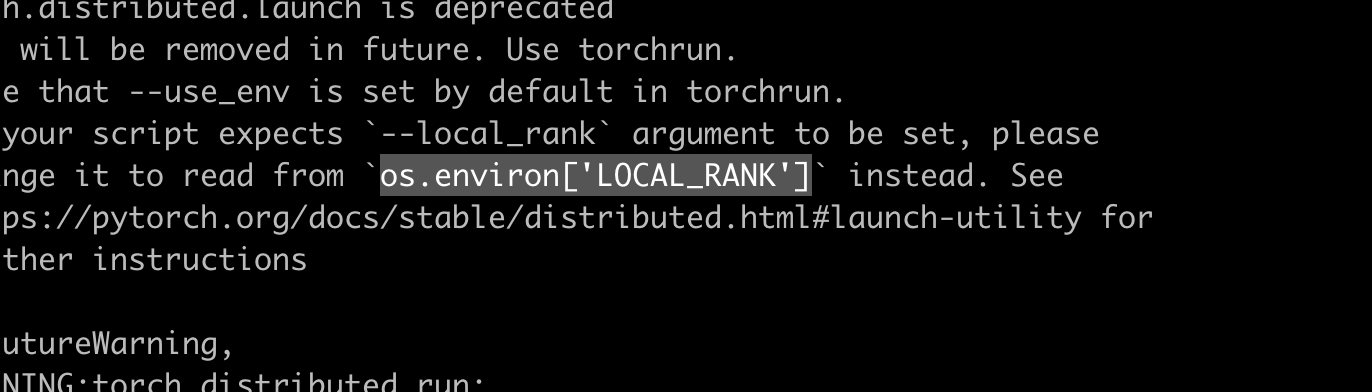 h.distributed.launch is deprecated
will be removed in future. Use torchrun.
e that --use_env is set by default in torchrun.
your script expects `--local_rank` argument to be set, please
nge it to read from `os.environ['LOCAL_RANK']` instead. See
ps://pytorch.org/docs/stable/distributed.html#launch-utility for
ther instructions
utureWarning,
NING:torch.distributed.run: